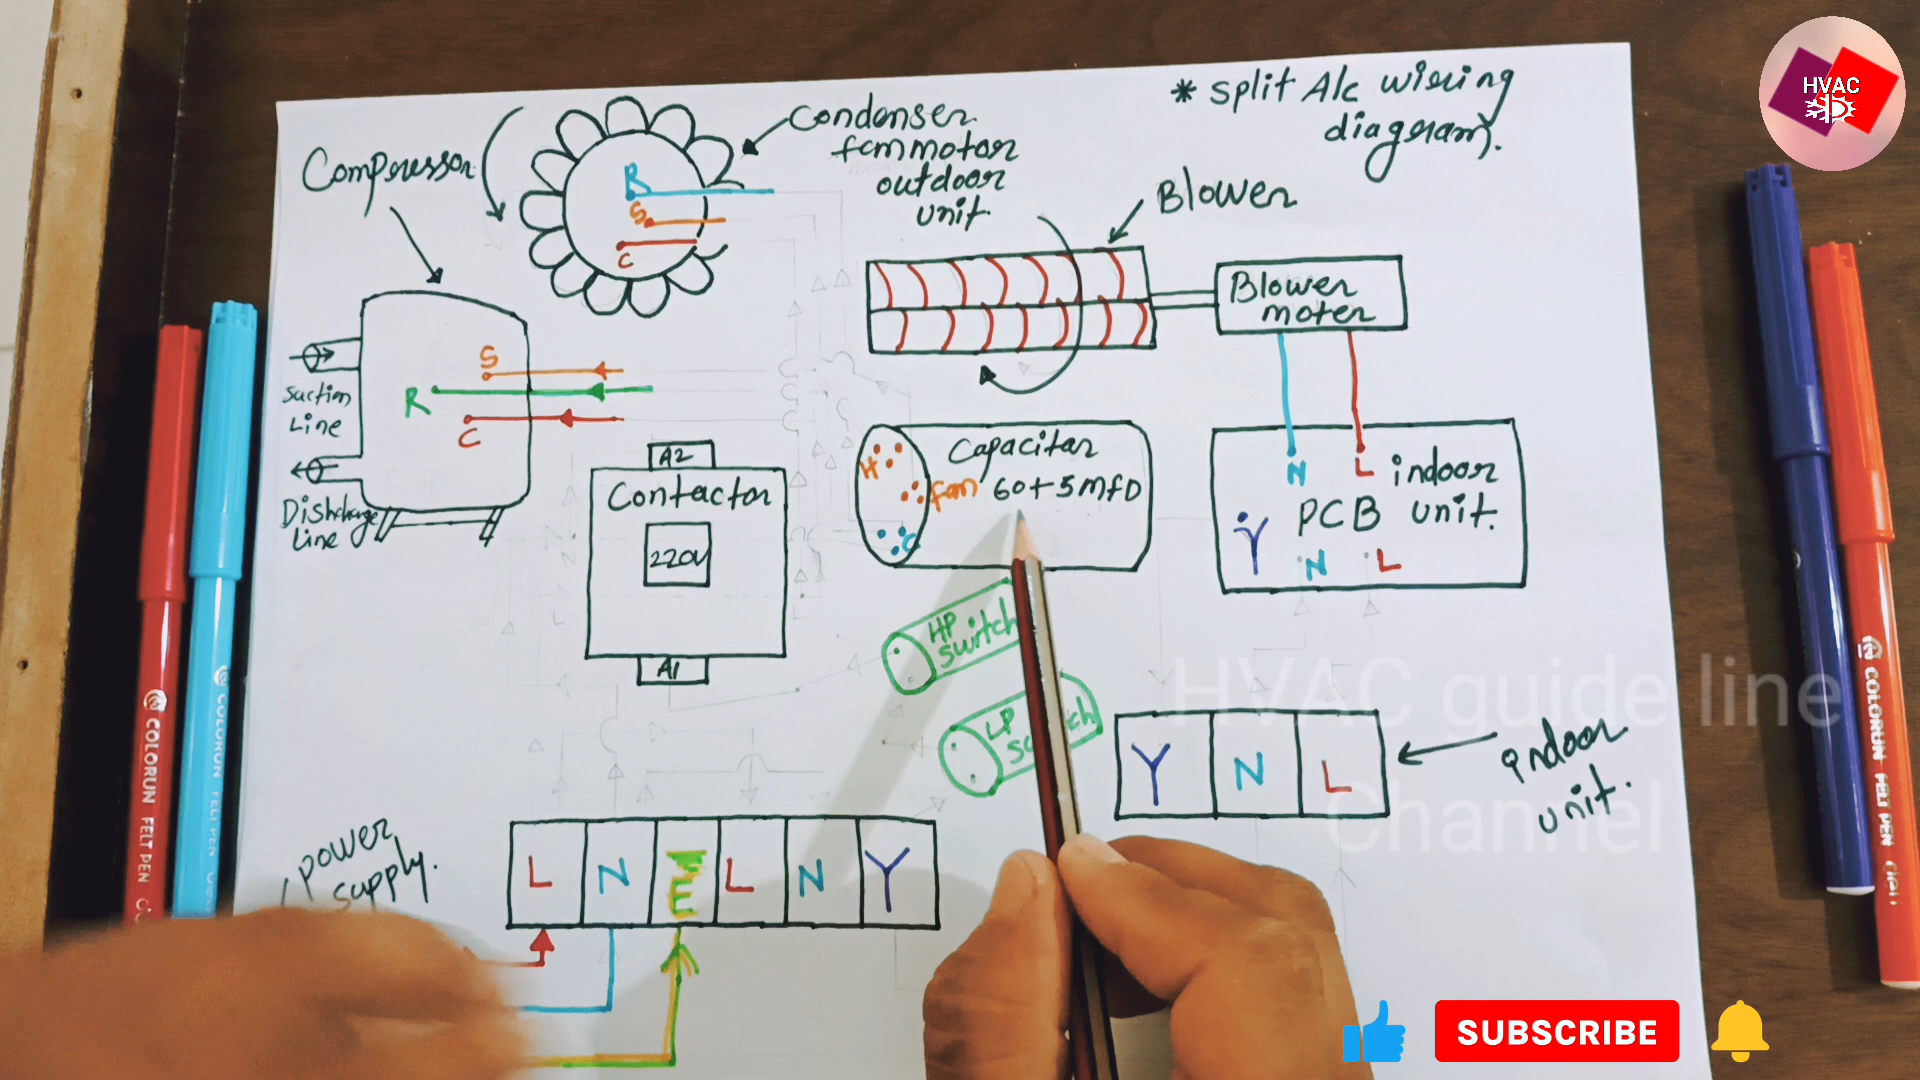 * split A/c wiring
diagram).
HVAC
Condenser
fan motor
outdoor
unit.
Compressor
R
S
C
Blower
Blower
moter
S
R
C
Suction
Line
Dishcharge
Line
A2
Contactor
220V
A1
Capacitar
60+5mfD
H
fan
C
N
L
indoor
PCB unit.
Y
N
L
HP
switch
LP
HVAC guide line
Channel
Y N L
indoor
unit.
power
supply.
L N E L N Y
COLORUN FELT PEN
COLORUN FELT PEN
COLORUN FELT PEN
SUBSCRIBE